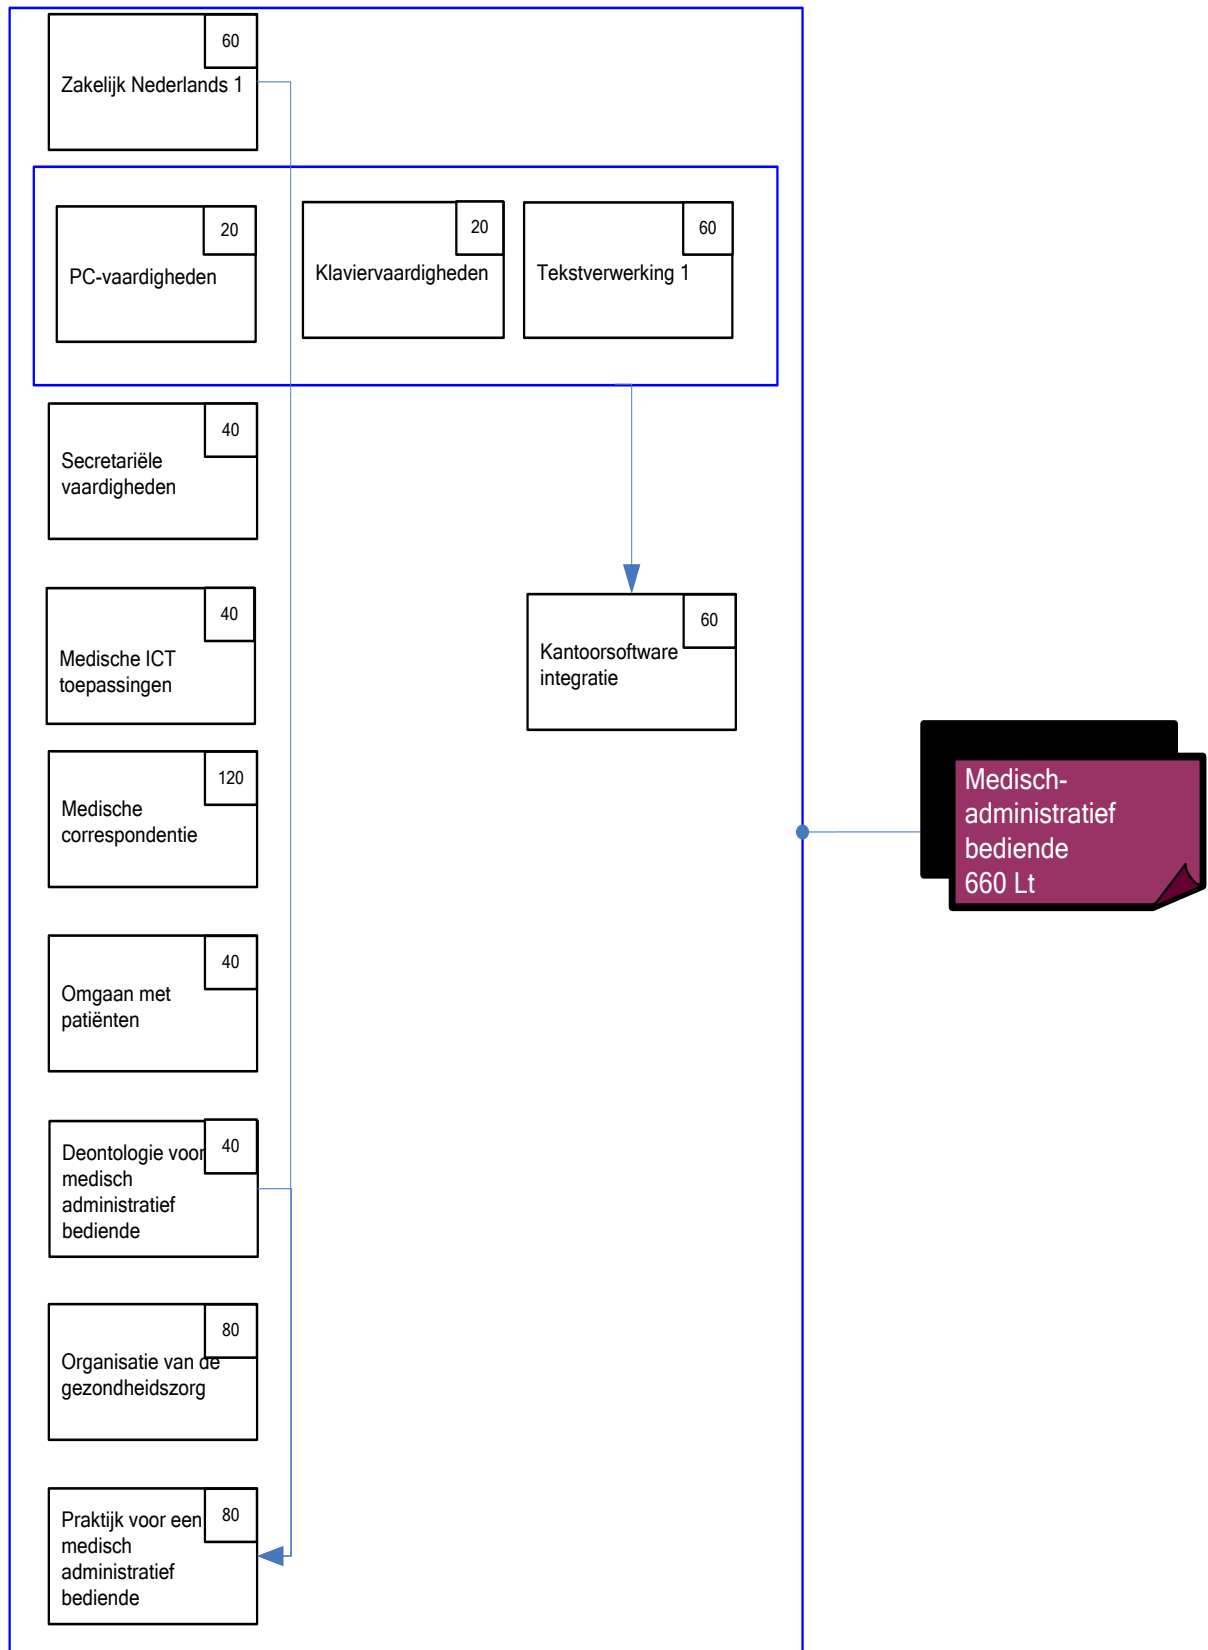 60
Zakelijk Nederlands 1
20
PC-vaardigheden
20
Klaviervaardigheden
60
Tekstverwerking 1
40
Secretariële
vaardigheden
40
Medische ICT
toepassingen
60
Kantoorsoftware
integratie
120
Medische
correspondentie
Medisch-
administratief
bediende
660 Lt
40
Omgaan met
patiënten
40
Deontologie voor
medisch
administratief
bediende
80
Organisatie van de
gezondheidszorg
80
Praktijk voor een
medisch
administratief
bediende